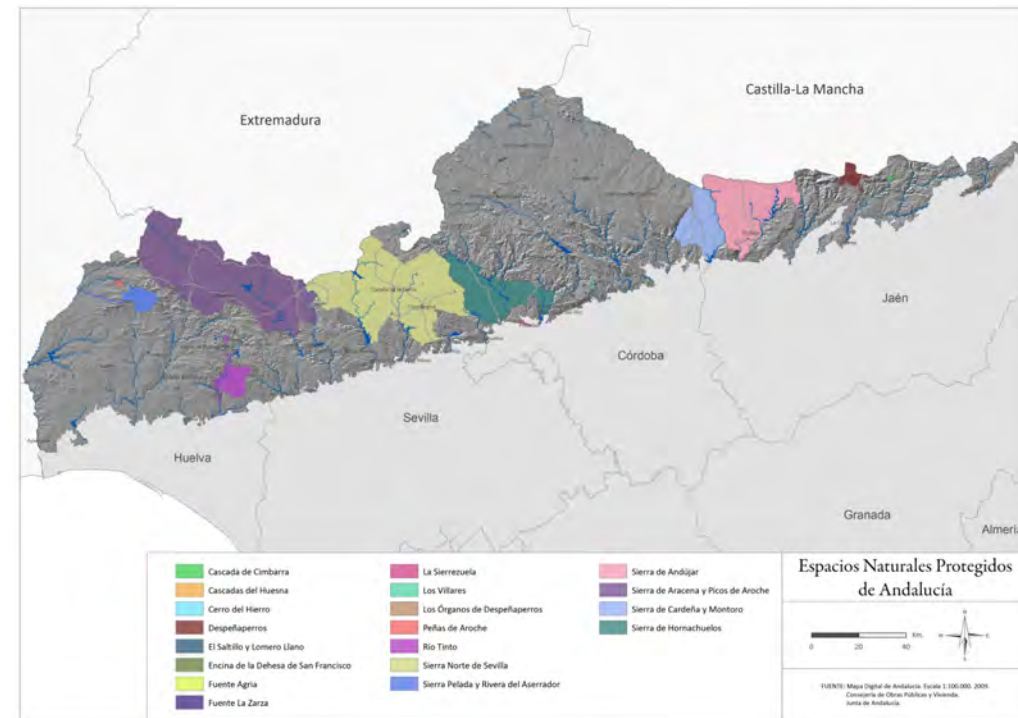 Castilla-La Mancha
Extremadura
Jaén
Córdoba
Sevilla
Huelva
Granada
Almería
Cascada de Cimbarra
Cascadas del Huesna
Cerro del Hierro
Despeñaperros
El Saltillo y Lomero Llano
Encina de la Dehesa de San Francisco
Fuente Agria
Fuente La Zarza
La Sierrezuela
Los Villares
Los Órganos de Despeñaperros
Peñas de Aroche
Río Tinto
Sierra Norte de Sevilla
Sierra Pelada y Rivera del Aserrador
Sierra de Andújar
Sierra de Aracena y Picos de Aroche
Sierra de Cardeña y Montoro
Sierra de Hornachuelos
Espacios Naturales Protegidos
de Andalucía
Km.
0 20 40
FUENTE: Mapa Digital de Andalucía. Escala 1:100.000. 2009.
Consejería de Obras Públicas y Vivienda.
Junta de Andalucía.